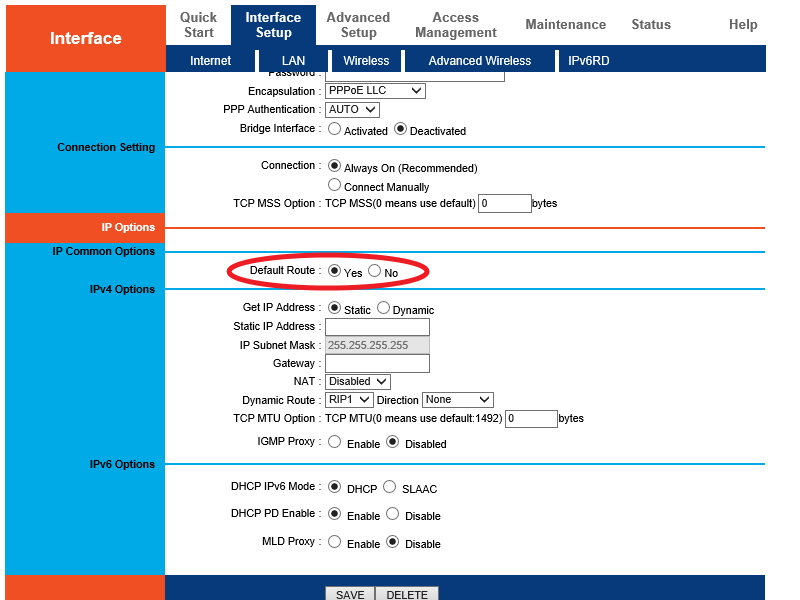 Interface
Quick Start
Interface Setup
Advanced Setup
Access Management
Maintenance
Status
Help
Internet
LAN
Wireless
Advanced Wireless
IPv6RD
Password :
Encapsulation : PPPoE LLC
PPP Authentication : AUTO
Bridge Interface : Activated Deactivated
Connection Setting
Connection : Always On (Recommended)
Connect Manually
TCP MSS Option : TCP MSS(0 means use default) 0 bytes
IP Options
IP Common Options
Default Route : Yes No
IPv4 Options
Get IP Address : Static Dynamic
Static IP Address :
IP Subnet Mask : 255.255.255.255
Gateway :
NAT : Disabled
Dynamic Route : RIP1 Direction None
TCP MTU Option : TCP MTU(0 means use default:1492) 0 bytes
IGMP Proxy : Enable Disabled
IPv6 Options
DHCP IPv6 Mode : DHCP SLAAC
DHCP PD Enable : Enable Disable
MLD Proxy : Enable Disable
SAVE DELETE